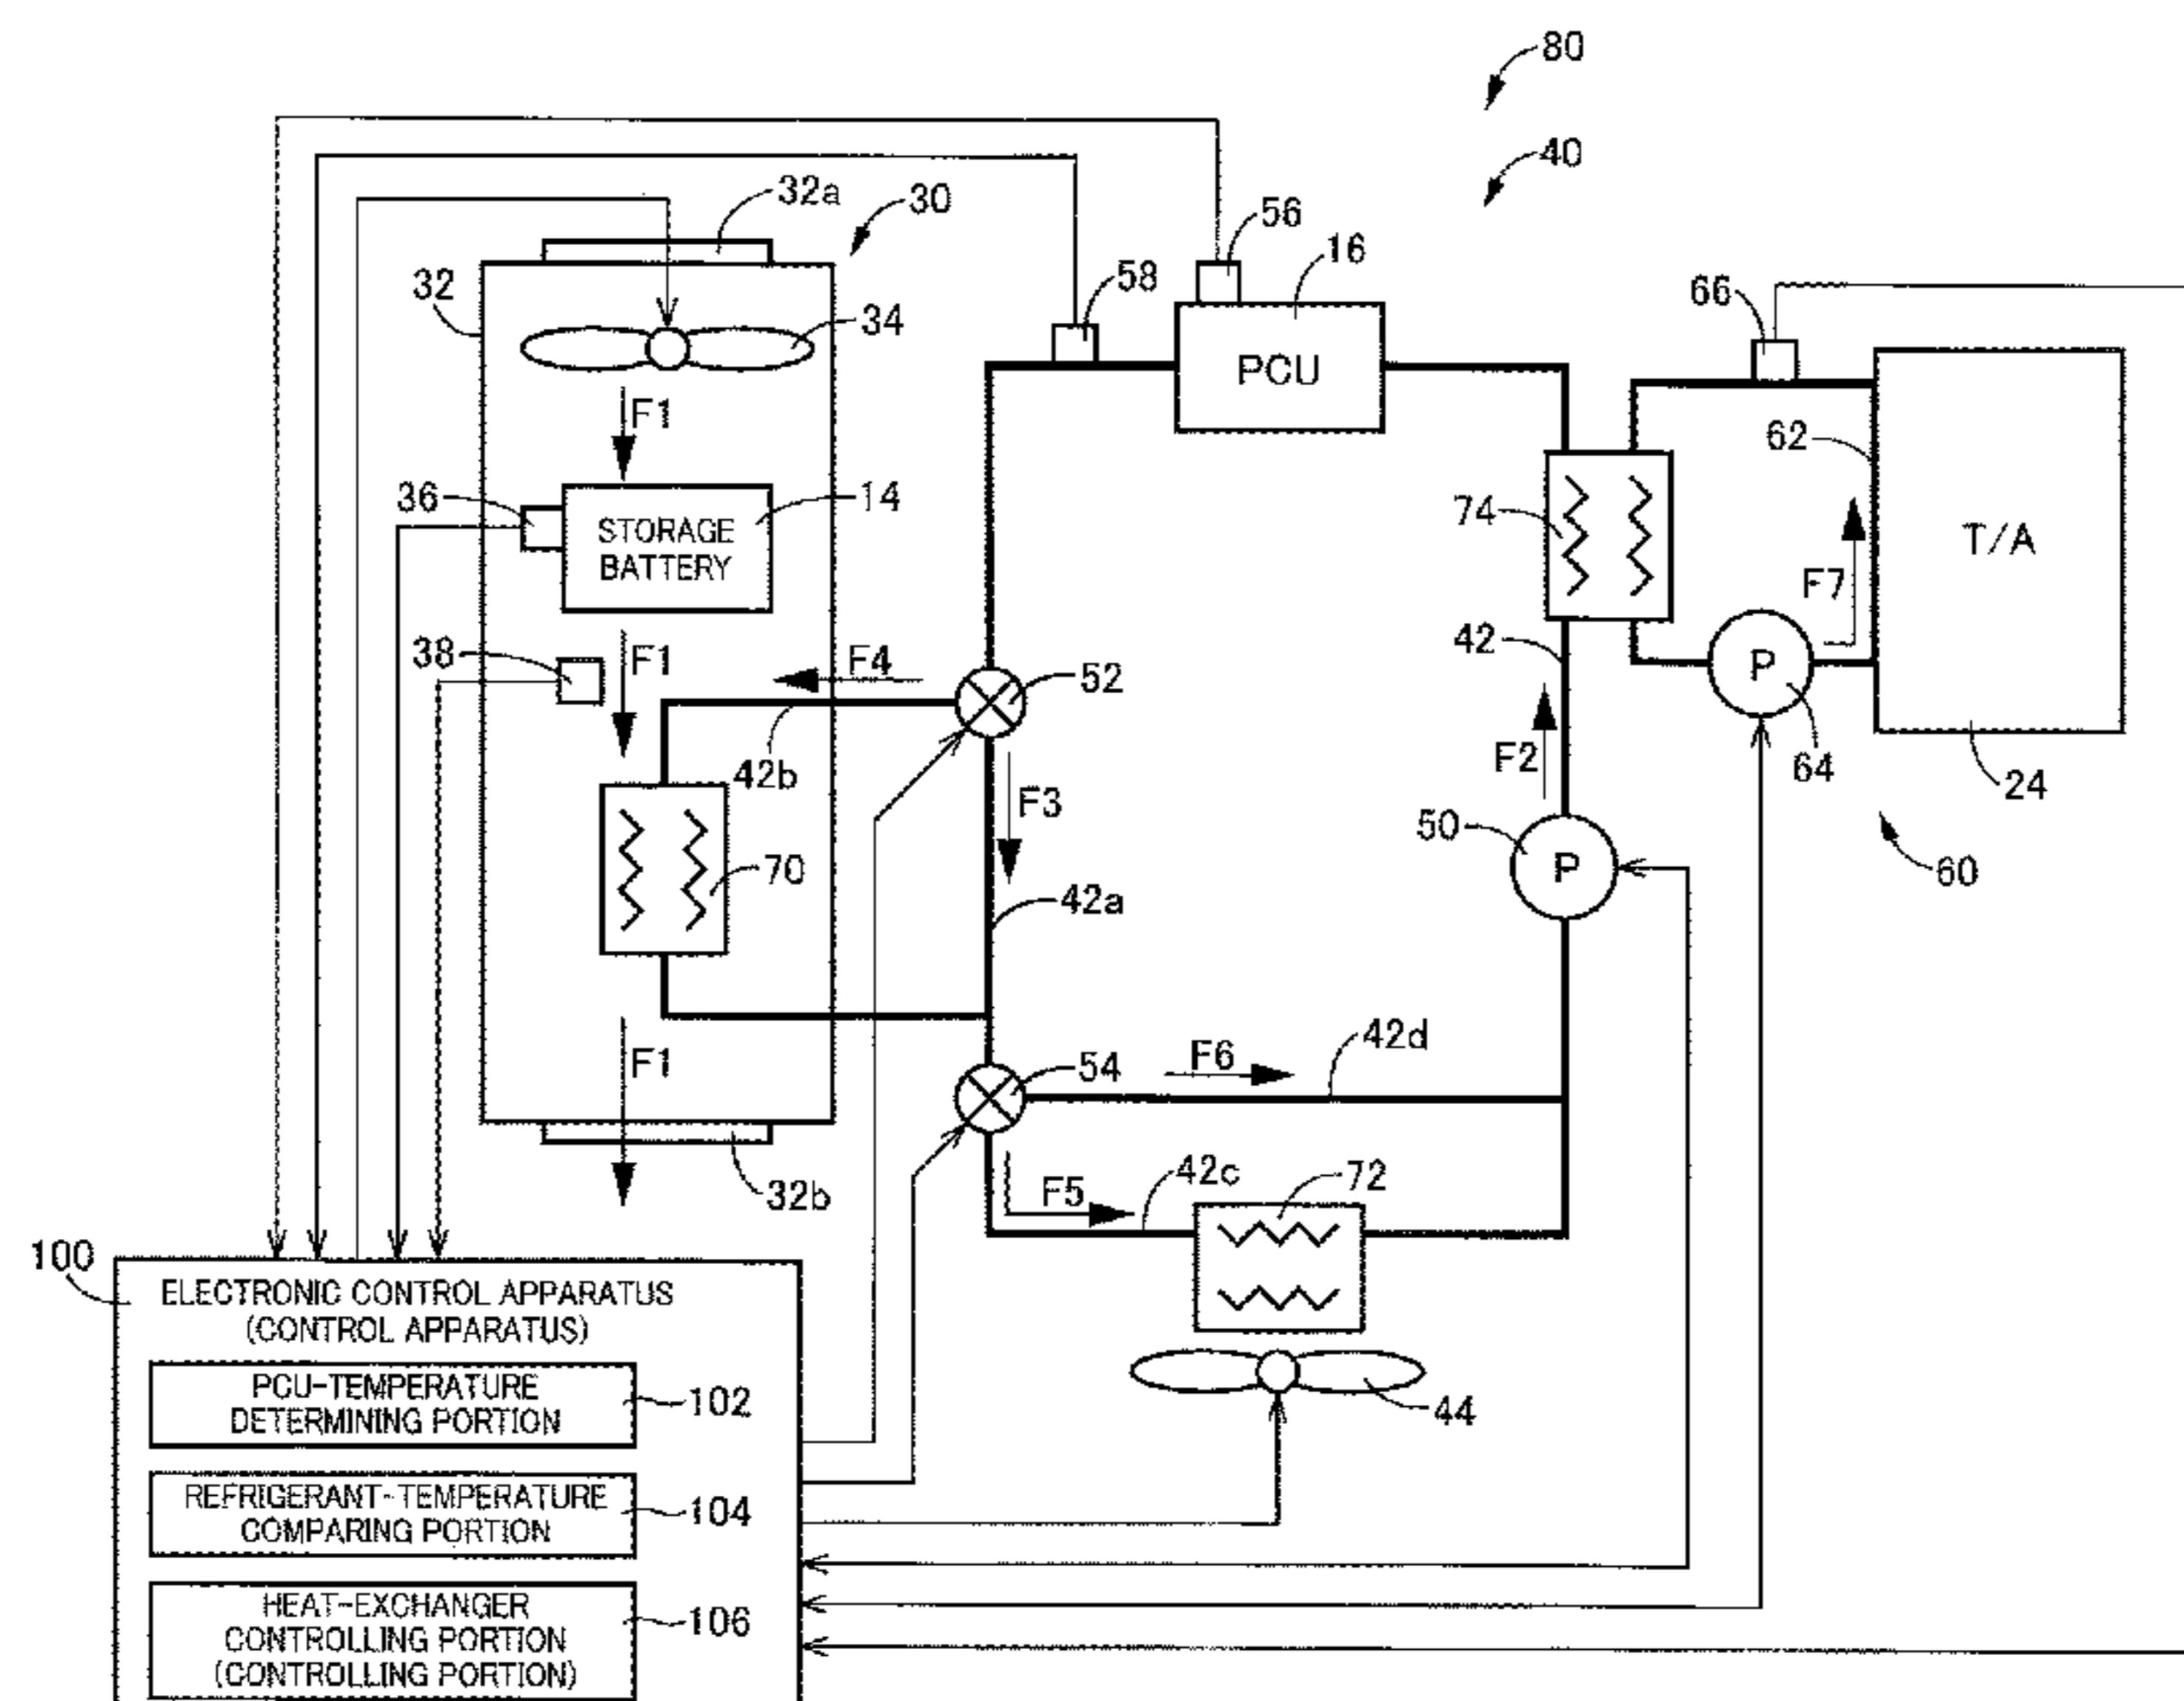 80
40
32a
30
56
16
58
66
32
34
PCU
F1
62
36
14
74
STORAGE
BATTERY
T/A
F7
38
F1
F4
52
42
P
42b
F2
64
24
F3
50
P
70
60
42a
F1
54
F6
42d
32b
F5
42c
72
100
ELECTRONIC CONTROL APPARATUS
(CONTROL APPARATUS)
PCU-TEMPERATURE
DETERMINING PORTION
102
44
REFRIGERANT-TEMPERATURE
COMPARING PORTION
104
HEAT-EXCHANGER
CONTROLLING PORTION
(CONTROLLING PORTION)
106